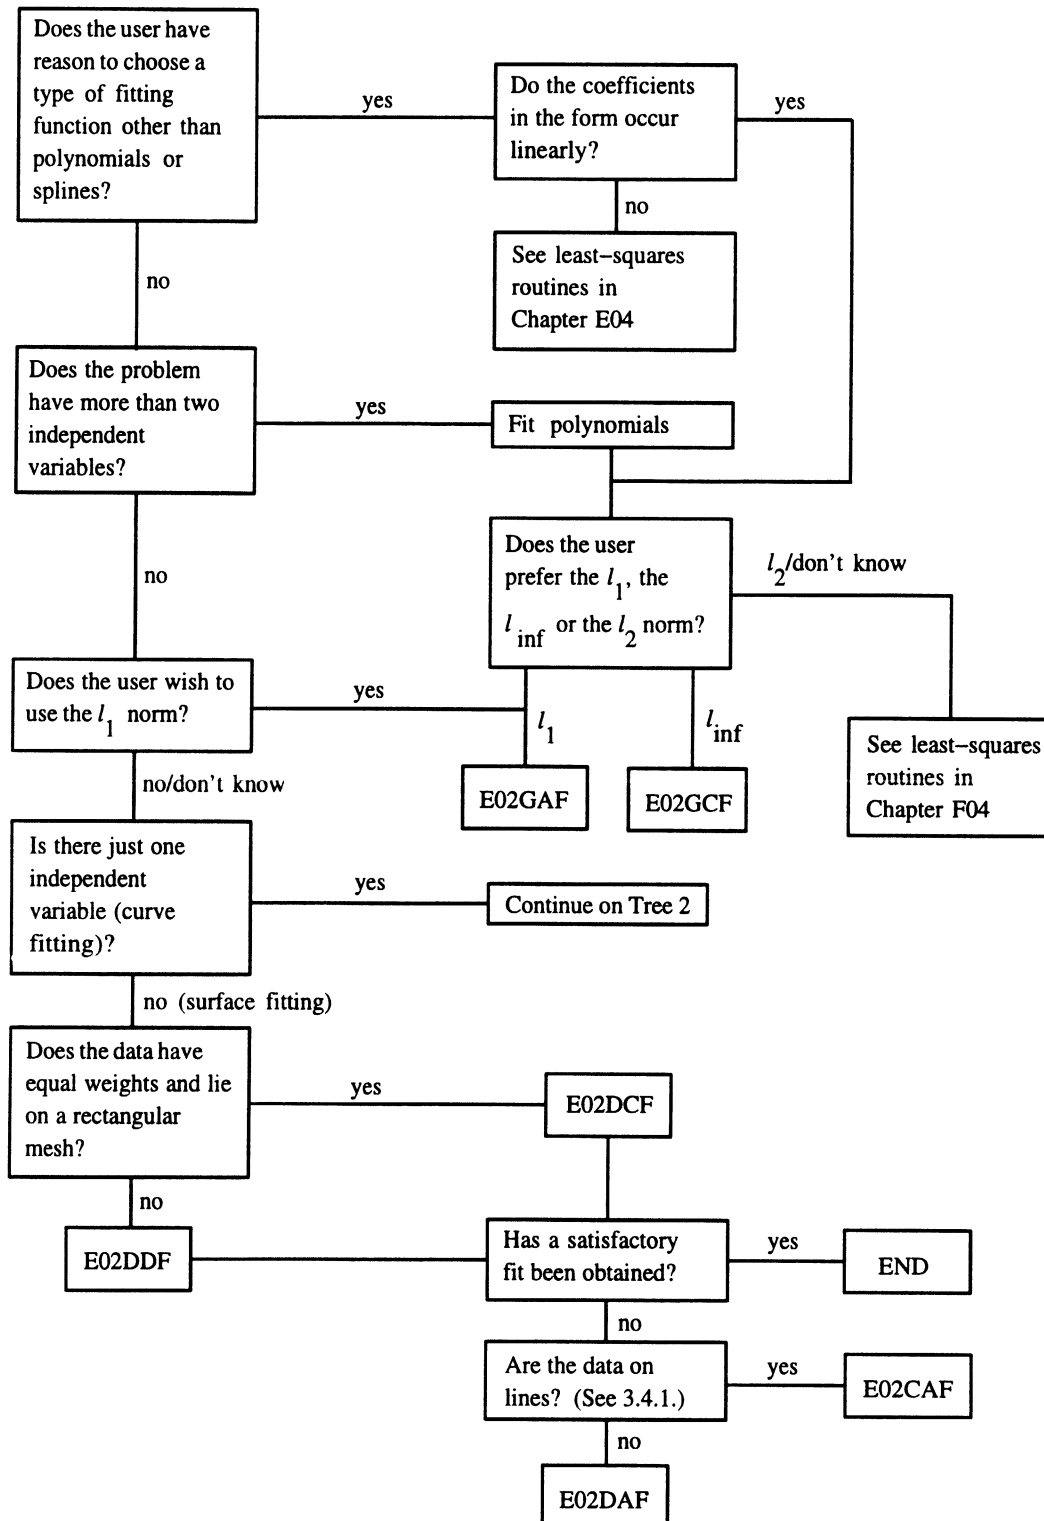 Does the user have
reason to choose a
type of fitting
function other than
polynomials or
splines?
yes
Do the coefficients
in the form occur
linearly?
yes
no
See least–squares
routines in
Chapter E04
no
Does the problem
have more than two
independent
variables?
yes
Fit polynomials
no
Does the user
prefer the l1, the
linf or the l2 norm?
l2/don't know
Does the user wish to
use the l1 norm?
yes
l1
linf
See least–squares
routines in
Chapter F04
no/don't know
E02GAF
E02GCF
Is there just one
independent
variable (curve
fitting)?
yes
Continue on Tree 2
no (surface fitting)
Does the data have
equal weights and lie
on a rectangular
mesh?
yes
E02DCF
no
E02DDF
Has a satisfactory
fit been obtained?
yes
END
no
Are the data on
lines? (See 3.4.1.)
yes
E02CAF
no
E02DAF